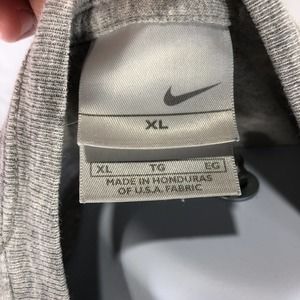 XL
XL TG EG
MADE IN HONDURAS
OF U.S.A. FABRIC